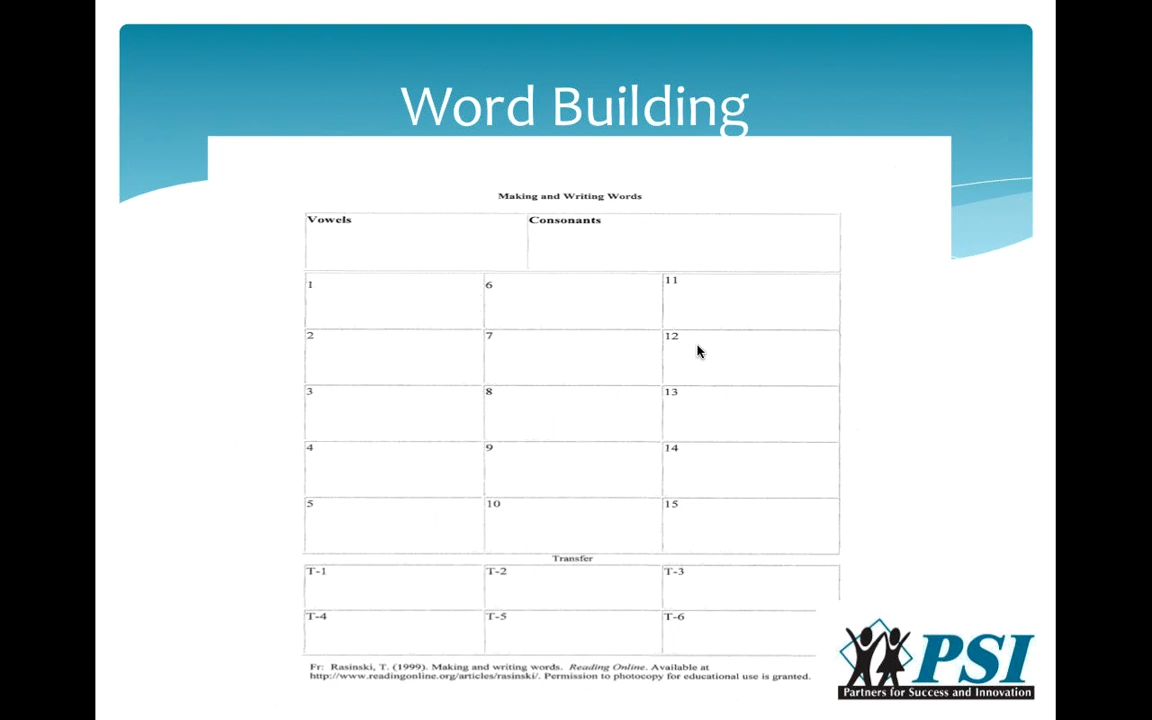 Word Building
Making and Writing Words
Vowels Consonants
1 6 11
2 7 12
3 8 13
4 9 14
5 10 15
Transfer
T-1 T-2 T-3
T-4 T-5 T-6
Fr: Rasinski, T. (1999). Making and writing words. Reading Online. Available at
http://www.readingonline.org/articles/rasinski/. Permission to photocopy for educational use is granted.
PSI
Partners for Success and Innovation